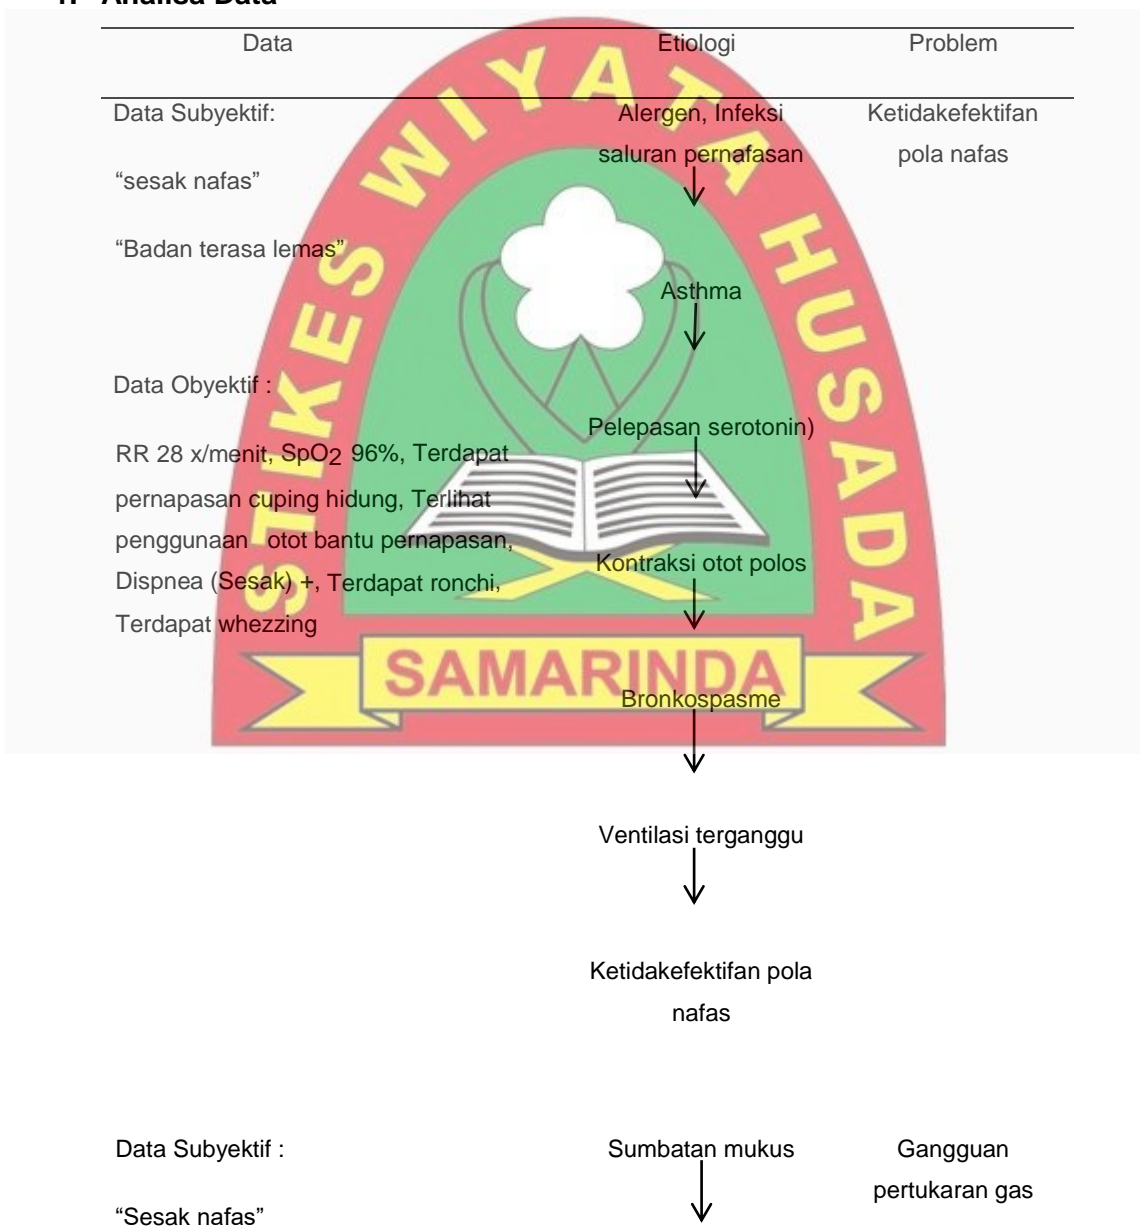 Analisa Data
Data Etiologi Problem
Data Subyektif:
“sesak nafas”
“Badan terasa lemas”
Data Obyektif :
RR 28 x/menit, SpO2 96%, Terdapat
pernapasan cuping hidung, Terlihat
penggunaan otot bantu pernapasan,
Dispnea (Sesak) +, Terdapat ronchi,
Terdapat whezzing
Alergen, Infeksi
saluran pernafasan
Asthma
Pelepasan serotonin)
Kontraksi otot polos
Bronkospasme
Ventilasi terganggu
Ketidakefektifan pola
nafas
Ketidakefektifan
pola nafas
Data Subyektif :
“Sesak nafas”
Sumbatan mukus
Gangguan
pertukaran gas
STIKES WIYATA HUSADA
SAMARINDA